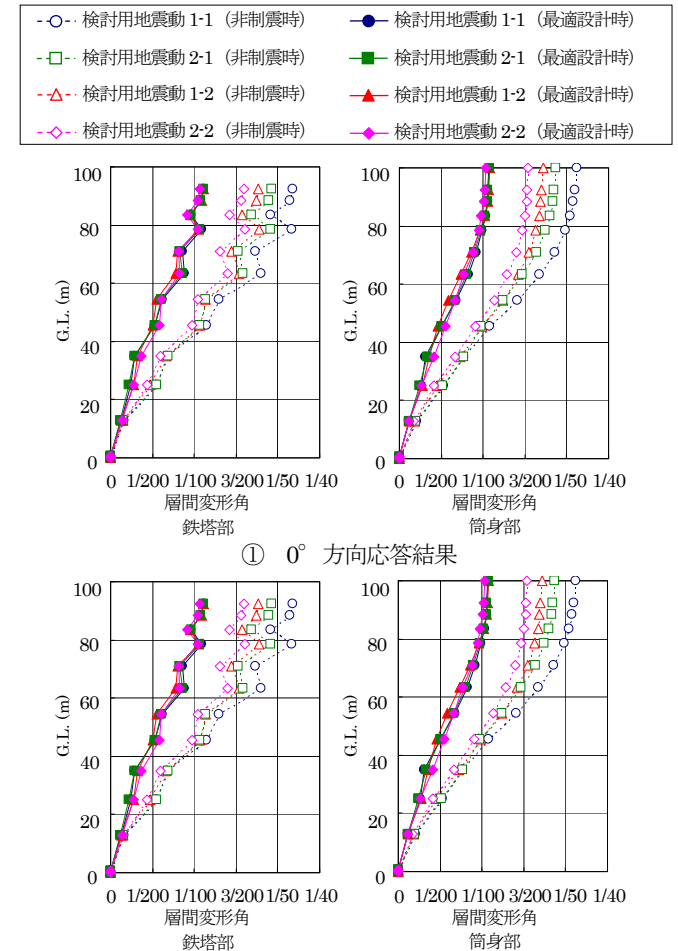 検討用地震動 1-1（非制震時） 検討用地震動 1-1（最適設計時）
検討用地震動 2-1（非制震時） 検討用地震動 2-1（最適設計時）
検討用地震動 1-2（非制震時） 検討用地震動 1-2（最適設計時）
検討用地震動 2-2（非制震時） 検討用地震動 2-2（最適設計時）
100
80
60
40
20
0
G.L. (m)
0 1/200 1/100 3/200 1/50 1/40
層間変形角
鉄塔部
100
80
60
40
20
0
G.L. (m)
0 1/200 1/100 3/200 1/50 1/40
層間変形角
筒身部
① 0° 方向応答結果
100
80
60
40
20
0
G.L. (m)
0 1/200 1/100 3/200 1/50 1/40
層間変形角
鉄塔部
100
80
60
40
20
0
G.L. (m)
0 1/200 1/100 3/200 1/50 1/40
層間変形角
筒身部